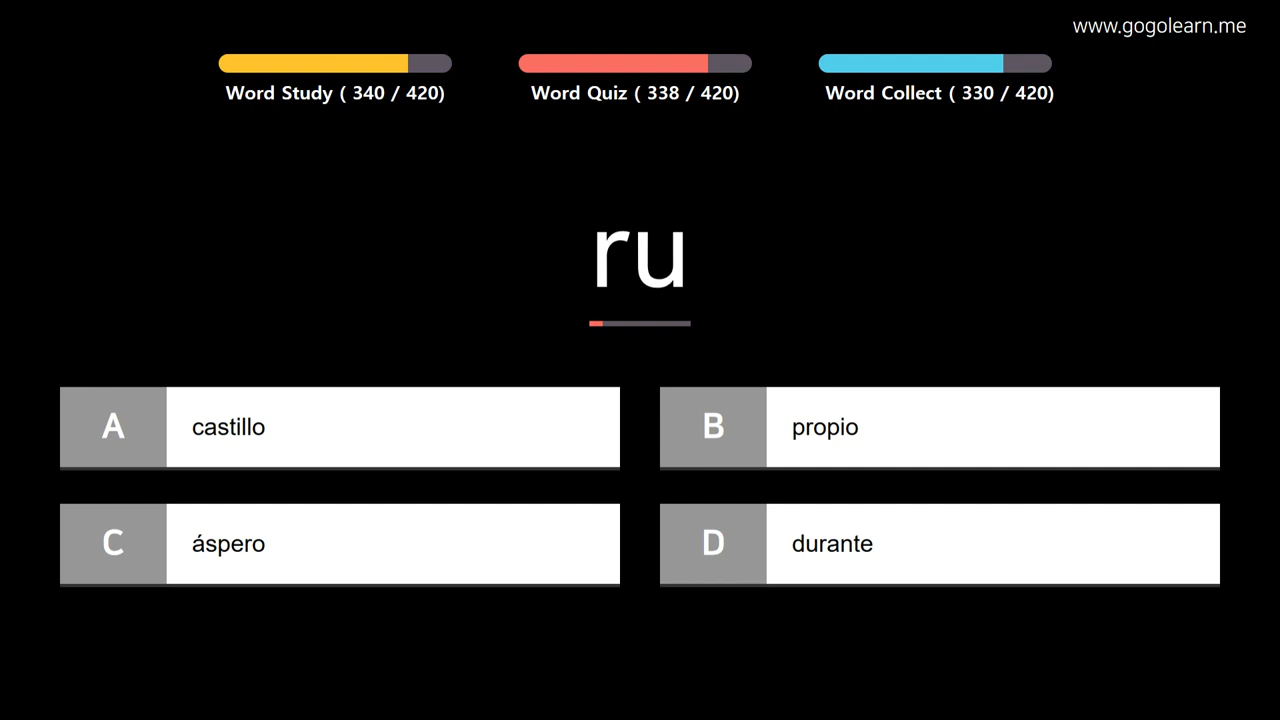 www.gogolearn.me
Word Study ( 340 / 420)
Word Quiz ( 338 / 420)
Word Collect ( 330 / 420)
ru
A castillo
B propio
C áspero
D durante